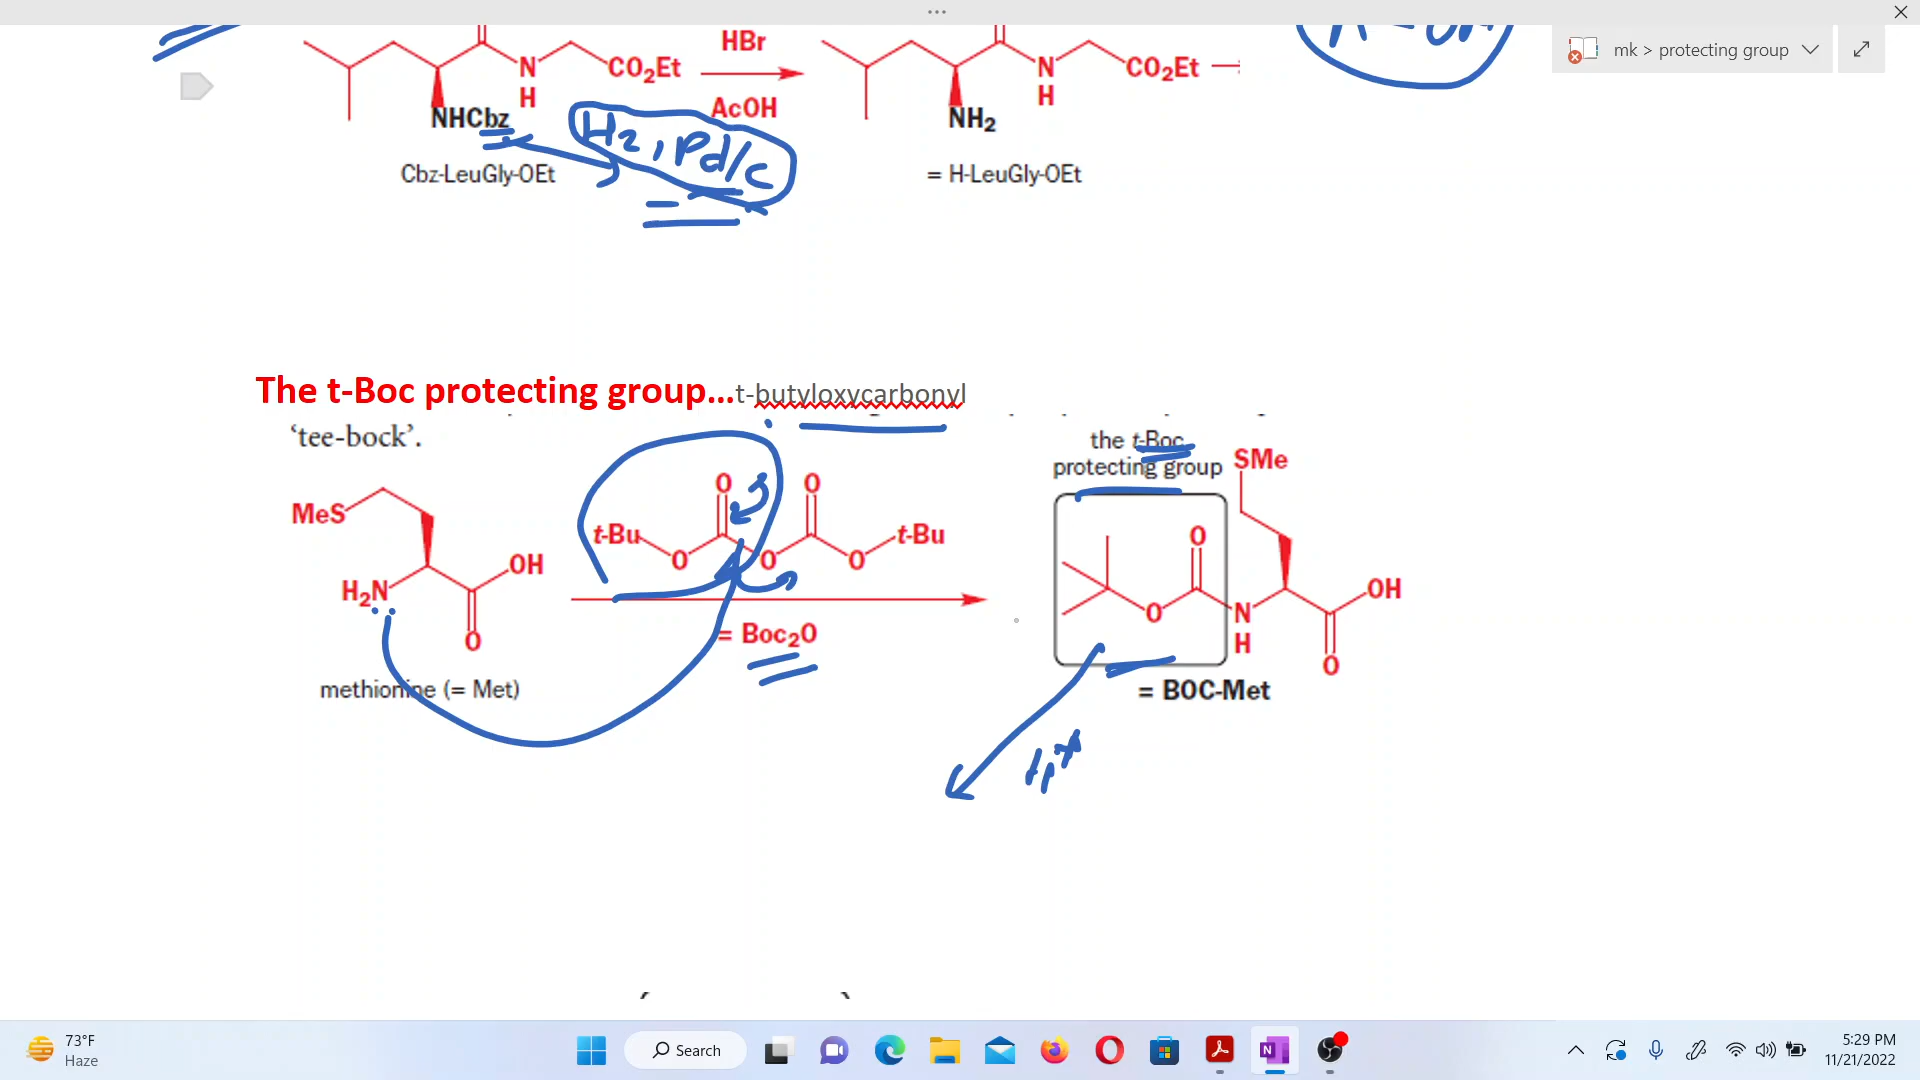 mk > protecting group
HBr
N
H
CO₂Et
AcOH
NHCbz
H₂, Pd/C
Cbz-LeuGly-OEt
N
H
CO₂Et
NH₂
= H-LeuGly-OEt
The t-Boc protecting group...t-butyloxycarbonyl
'tee-bock'.
the t-Boc
protecting group
SMe
MeS
OH
H₂N
O
methionine (= Met)
O O
t-Bu t-Bu
O O O
= Boc₂O
O
O
N
H
OH
O
= BOC-Met
73°F
Haze
Search
5:29 PM
11/21/2022